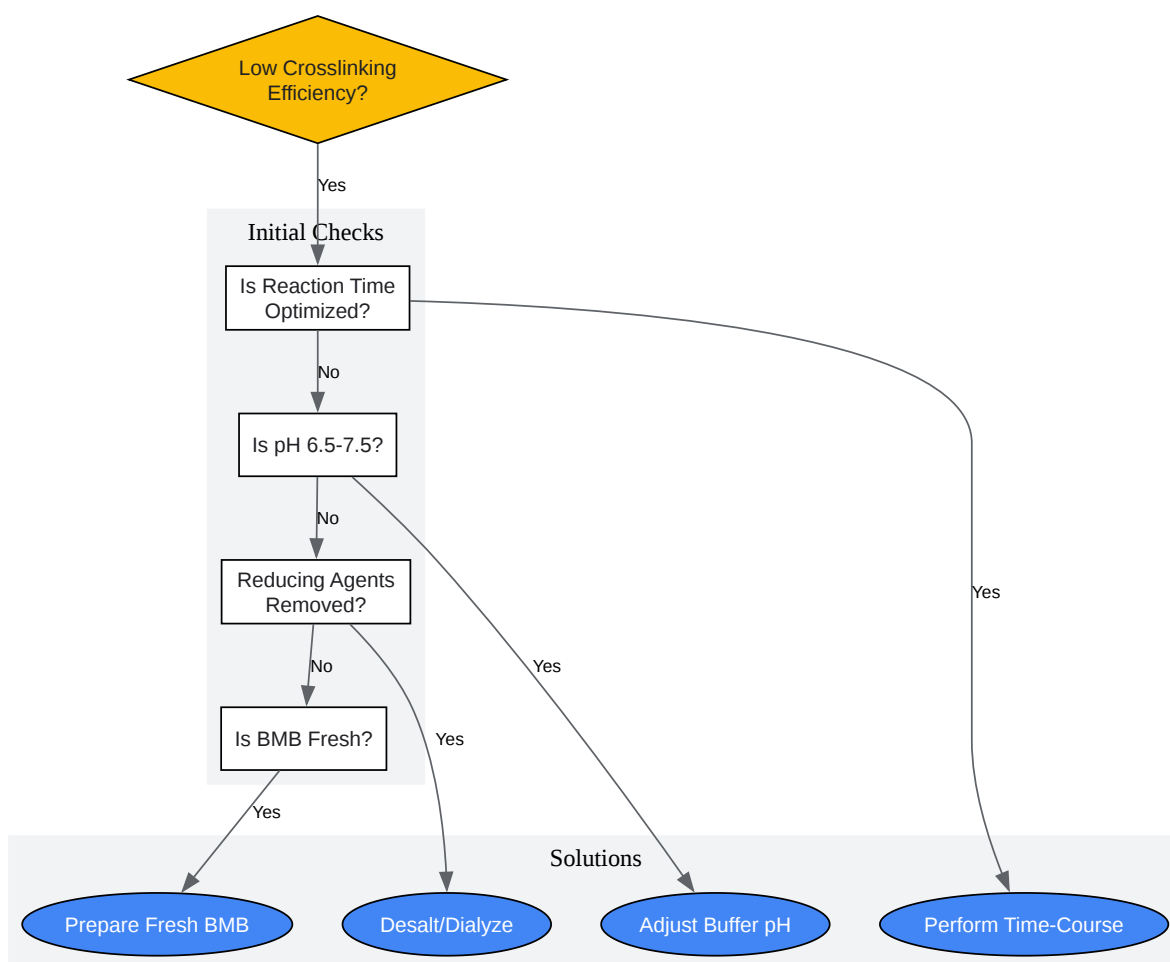 Low Crosslinking
Efficiency?
Yes
Initial Checks
Is Reaction Time
Optimized?
No
Is pH 6.5-7.5?
No
Reducing Agents
Removed?
Yes
No
Yes
Is BMB Fresh?
Yes
Yes
Solutions
Prepare Fresh BMB
Desalt/Dialyze
Adjust Buffer pH
Perform Time-Course